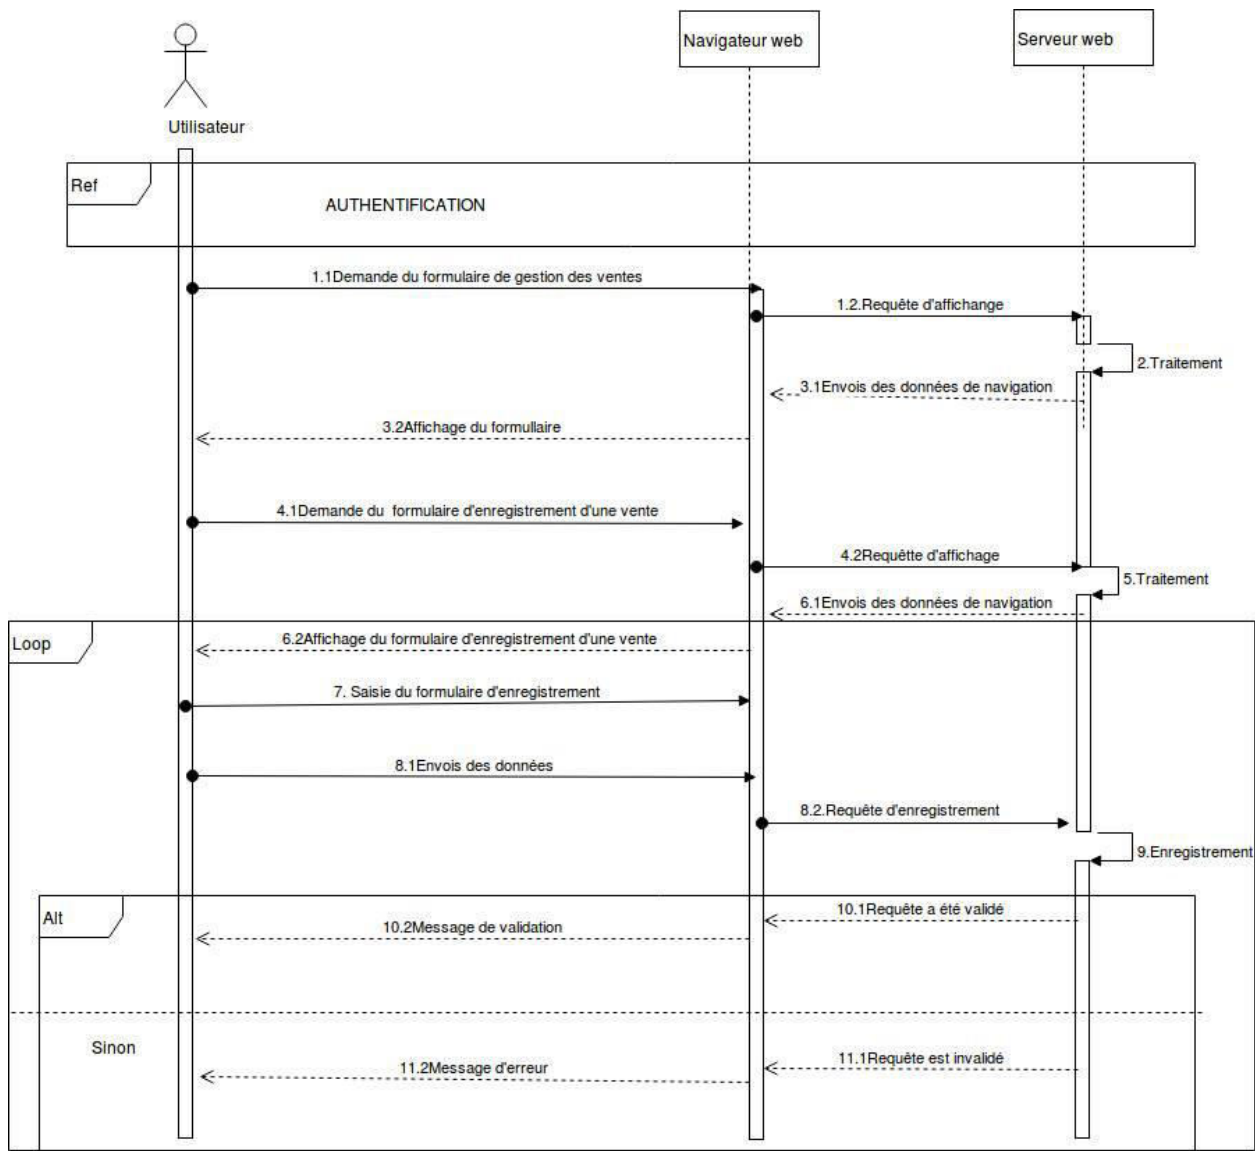 Navigateur web
Serveur web
Utilisateur
Ref
AUTHENTIFICATION
1.1Demande du formulaire de gestion des ventes
1.2.Requête d'affichange
2.Traitement
3.1Envois des données de navigation
3.2Affichage du formullaire
4.1Demande du formulaire d'enregistrement d'une vente
4.2Requêtte d'affichage
5.Traitement
6.1Envois des données de navigation
Loop
6.2Affichage du formulaire d'enregistrement d'une vente
7. Saisie du formulaire d'enregistrement
8.1Envois des données
8.2.Requête d'enregistrement
9.Enregistrement
Alt
10.1Requête a été validé
10.2Message de validation
Sinon
11.1Requête est invalidé
11.2Message d'erreur